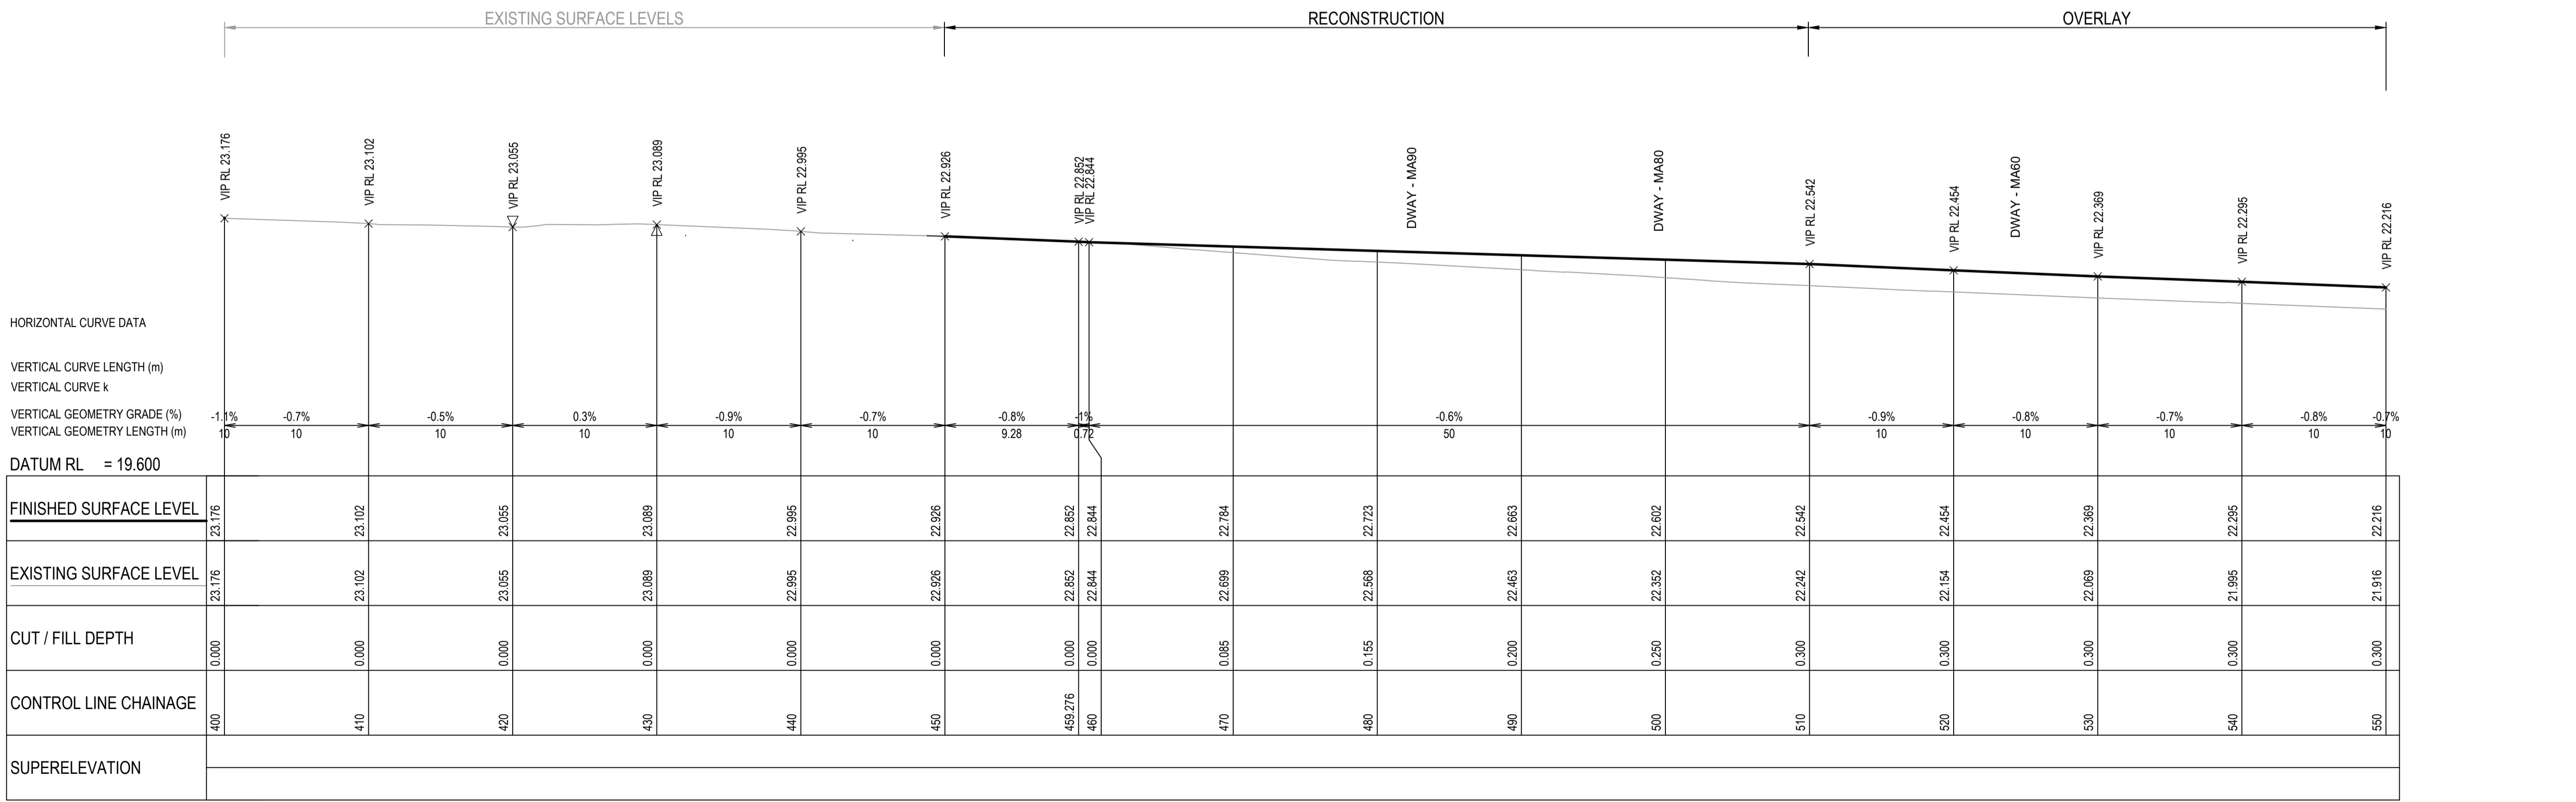 EXISTING SURFACE LEVELS RECONSTRUCTION OVERLAY
VIP RL 23.176
VIP RL 23.102
VIP RL 23.055
VIP RL 23.089
VIP RL 22.995
VIP RL 22.926
VIP RL 22.852
VIP RL 22.844
DWAY - MA90
DWAY - MA80
VIP RL 22.542
VIP RL 22.454
DWAY - MA60
VIP RL 22.369
VIP RL 22.295
VIP RL 22.216
HORIZONTAL CURVE DATA
VERTICAL CURVE LENGTH (m)
VERTICAL CURVE k
VERTICAL GEOMETRY GRADE (%) -1.1% -0.7% -0.5% 0.3% -0.9% -0.7% -0.8% -1% -0.6% -0.9% -0.8% -0.7% -0.8% -0.7%
VERTICAL GEOMETRY LENGTH (m) 10 10 10 10 10 10 9.28 0.72 50 10 10 10 10 10
DATUM RL = 19.600
FINISHED SURFACE LEVEL 23.176 23.102 23.055 23.089 22.995 22.926 22.852 22.844 22.784 22.723 22.663 22.602 22.542 22.454 22.369 22.295 22.216
EXISTING SURFACE LEVEL 23.176 23.102 23.055 23.089 22.995 22.926 22.852 22.844 22.699 22.568 22.463 22.352 22.242 22.154 22.069 21.995 21.916
CUT / FILL DEPTH 0.000 0.000 0.000 0.000 0.000 0.000 0.000 0.000 0.085 0.155 0.200 0.250 0.300 0.300 0.300 0.300 0.300
CONTROL LINE CHAINAGE 400 410 420 430 440 450 459.276 460 470 480 490 500 510 520 530 540 550
SUPERELEVATION